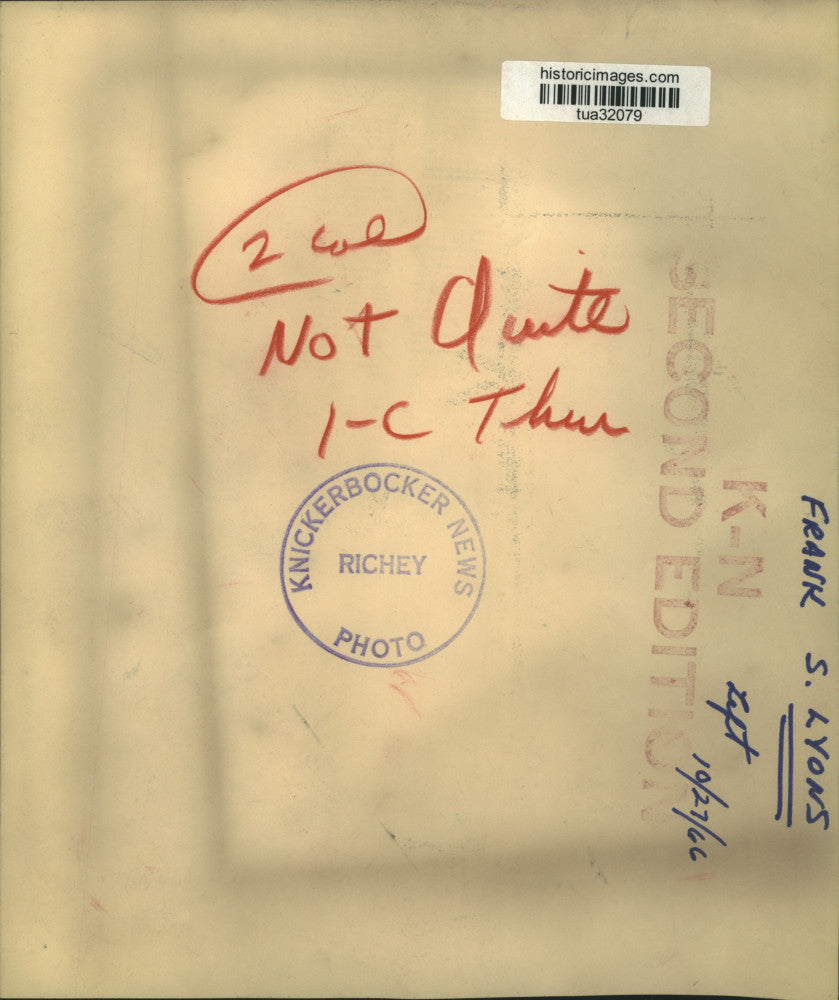 historicimages.com
tua32079
2 col
Not Quite
1-C Thur
KNICKERBOCKER NEWS
RICHEY
PHOTO
K-N
SECOND EDITION
FRANK S. LYONS
Left
10/27/66